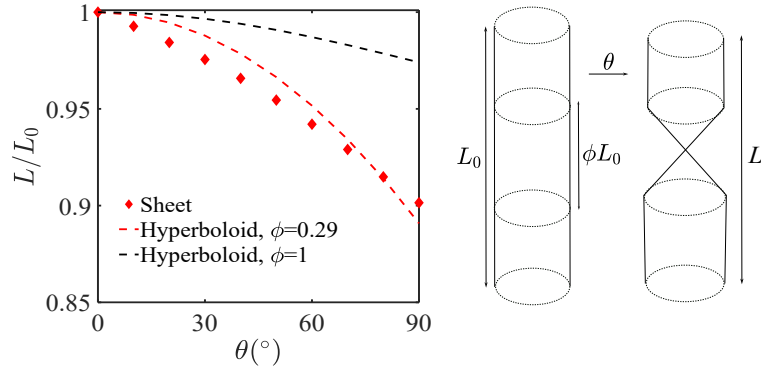 1
0.95
0.9
0.85
L/L₀
Sheet
Hyperboloid, ϕ=0.29
Hyperboloid, ϕ=1
0
30
60
90
θ(°)
θ
L₀
ϕL₀
L